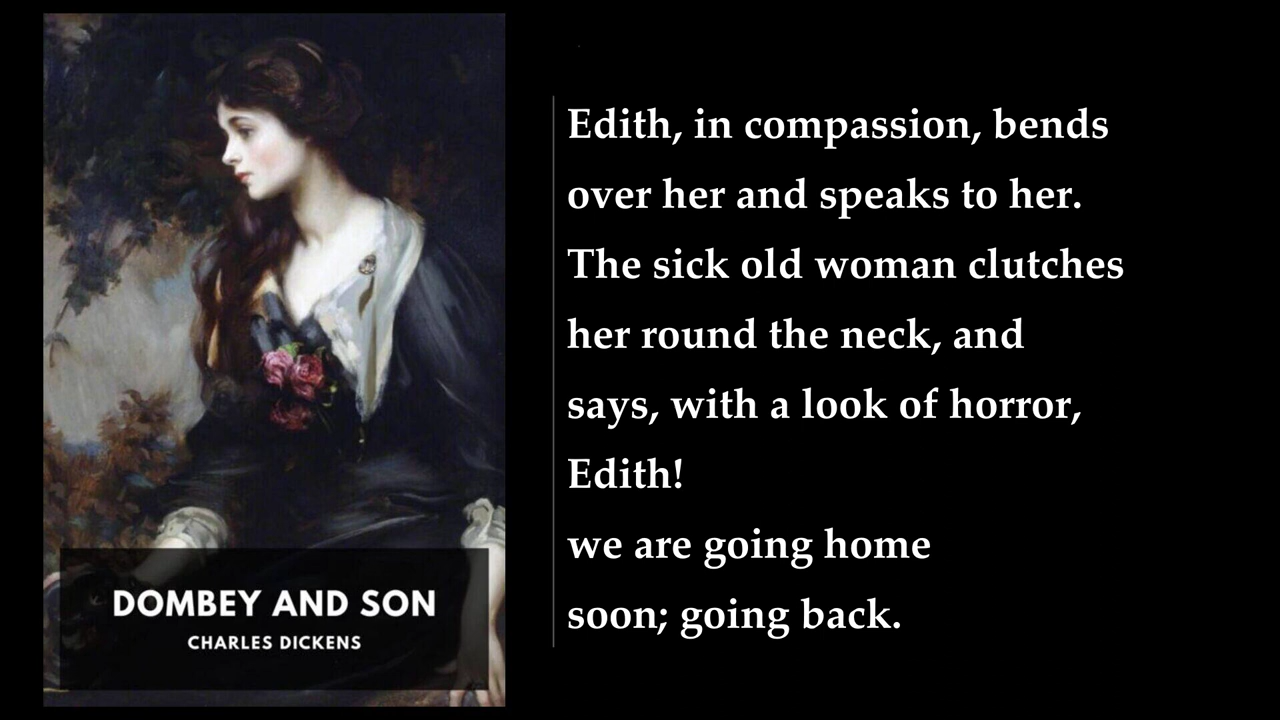 DOMBEY AND SON
CHARLES DICKENS
Edith, in compassion, bends
over her and speaks to her.
The sick old woman clutches
her round the neck, and
says, with a look of horror,
Edith!
we are going home
soon; going back.